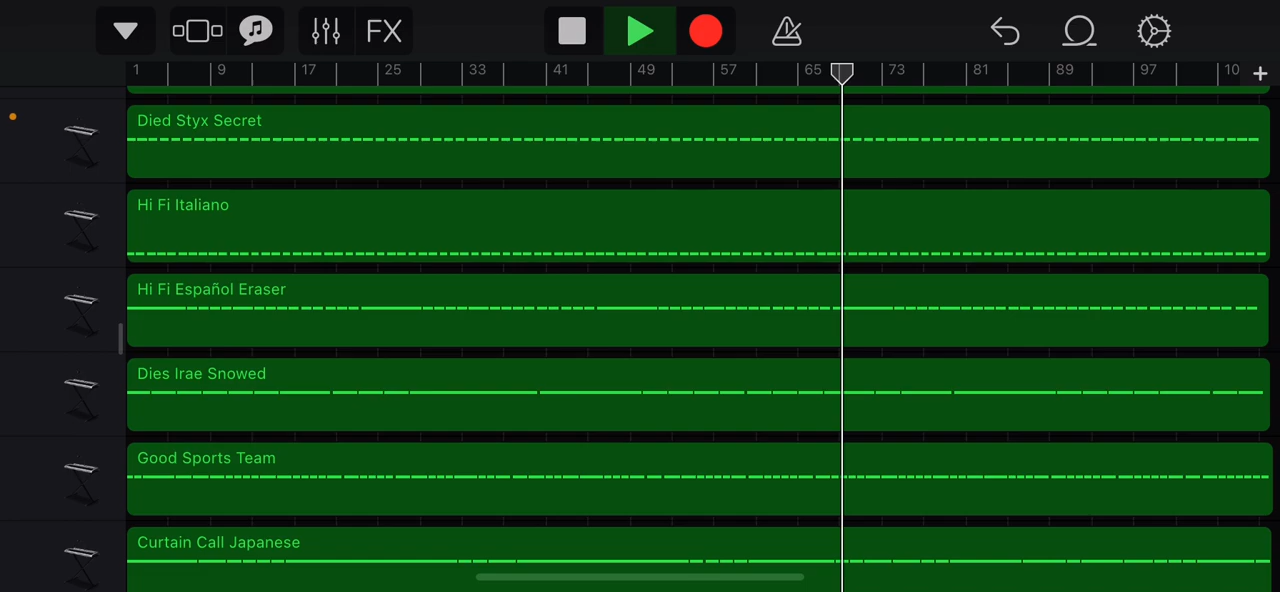 FX
1 9 17 25 33 41 49 57 65 73 81 89 97 10
Died Styx Secret
Hi Fi Italiano
Hi Fi Español Eraser
Dies Irae Snowed
Good Sports Team
Curtain Call Japanese